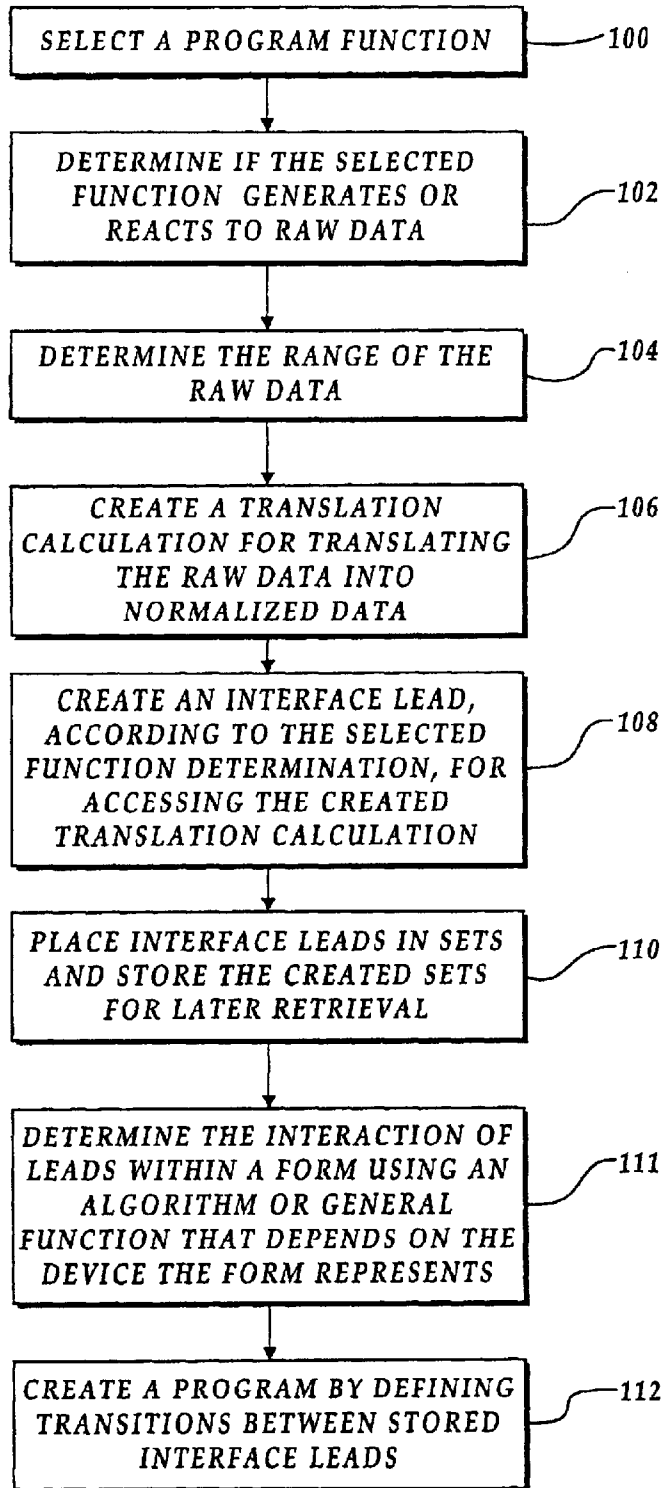 SELECT A PROGRAM FUNCTION
100
DETERMINE IF THE SELECTED
FUNCTION GENERATES OR
REACTS TO RAW DATA
102
DETERMINE THE RANGE OF THE
RAW DATA
104
CREATE A TRANSLATION
CALCULATION FOR TRANSLATING
THE RAW DATA INTO
NORMALIZED DATA
106
CREATE AN INTERFACE LEAD,
ACCORDING TO THE SELECTED
FUNCTION DETERMINATION, FOR
ACCESSING THE CREATED
TRANSLATION CALCULATION
108
PLACE INTERFACE LEADS IN SETS
AND STORE THE CREATED SETS
FOR LATER RETRIEVAL
110
DETERMINE THE INTERACTION OF
LEADS WITHIN A FORM USING AN
ALGORITHM OR GENERAL
FUNCTION THAT DEPENDS ON THE
DEVICE THE FORM REPRESENTS
111
CREATE A PROGRAM BY DEFINING
TRANSITIONS BETWEEN STORED
INTERFACE LEADS
112